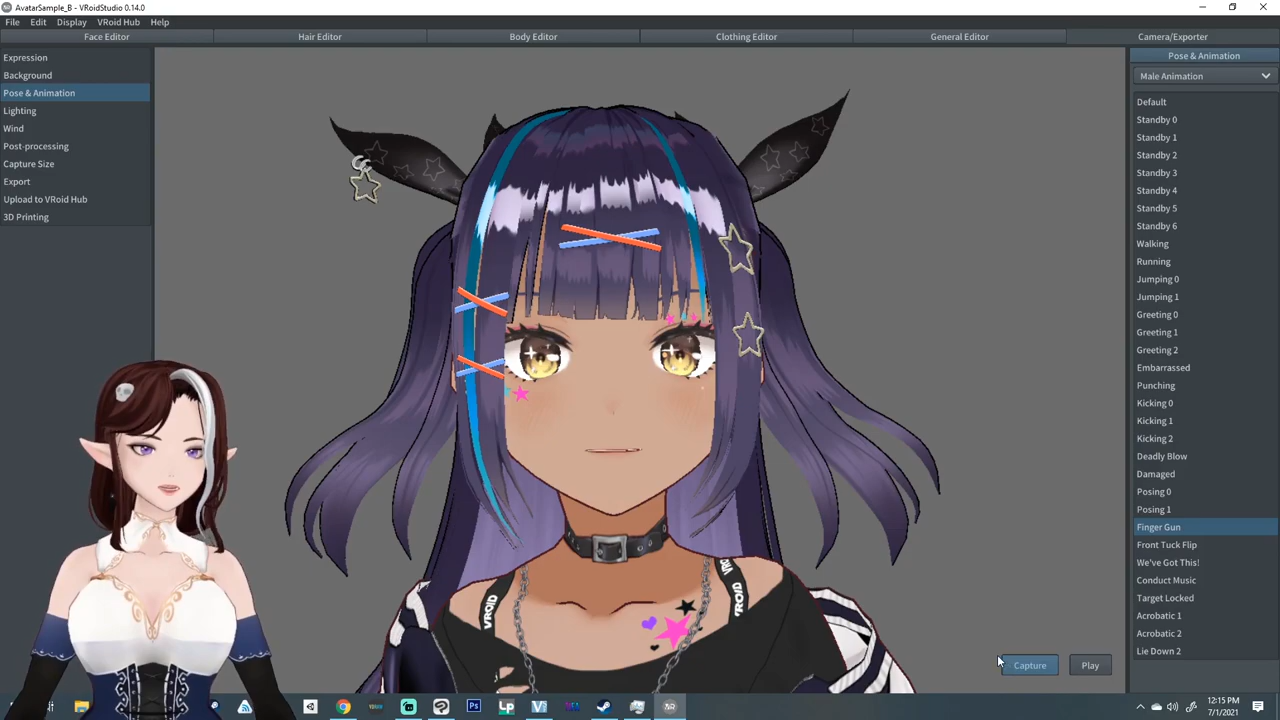 AvatarSample_B - VRoidStudio 0.14.0
File Edit Display VRoid Hub Help
Face Editor Hair Editor Body Editor Clothing Editor General Editor Camera/Exporter
Expression
Background
Pose & Animation
Lighting
Wind
Post-processing
Capture Size
Export
Upload to VRoid Hub
3D Printing
Pose & Animation
Male Animation
Default
Standby 0
Standby 1
Standby 2
Standby 3
Standby 4
Standby 5
Standby 6
Walking
Running
Jumping 0
Jumping 1
Greeting 0
Greeting 1
Greeting 2
Embarrassed
Punching
Kicking 0
Kicking 1
Kicking 2
Deadly Blow
Damaged
Posing 0
Posing 1
Finger Gun
Front Tuck Flip
We've Got This!
Conduct Music
Target Locked
Acrobatic 1
Acrobatic 2
Lie Down 2
VROID
VROID
VRO
Capture Play
Ps Lp
12:15 PM
7/1/2021